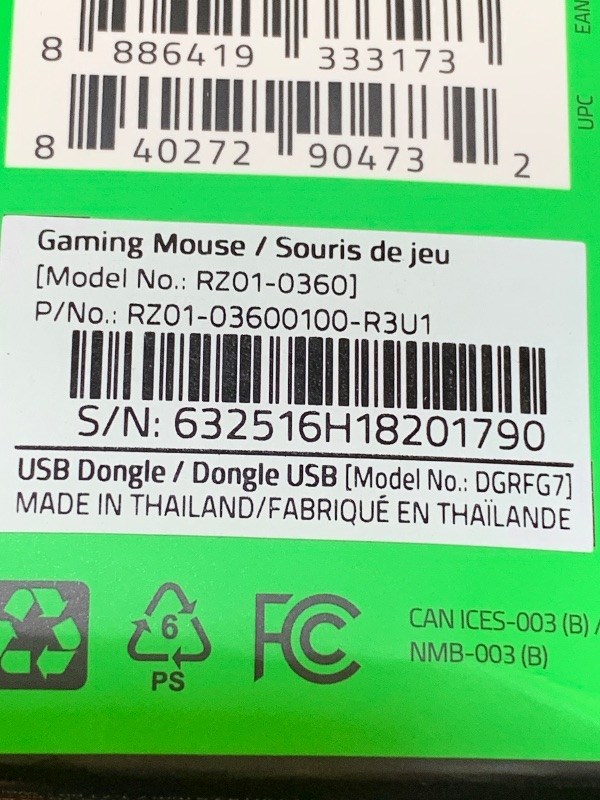 EAN
8 886419 333173
UPC
8 40272 90473 2
Gaming Mouse / Souris de jeu
[Model No.: RZ01-0360]
P/No.: RZ01-03600100-R3U1
S/N: 632516H18201790
USB Dongle / Dongle USB [Model No.: DGRFG7]
MADE IN THAILAND/FABRIQUÉ EN THAÏLANDE
6
PS
FC
CAN ICES-003 (B) /
NMB-003 (B)